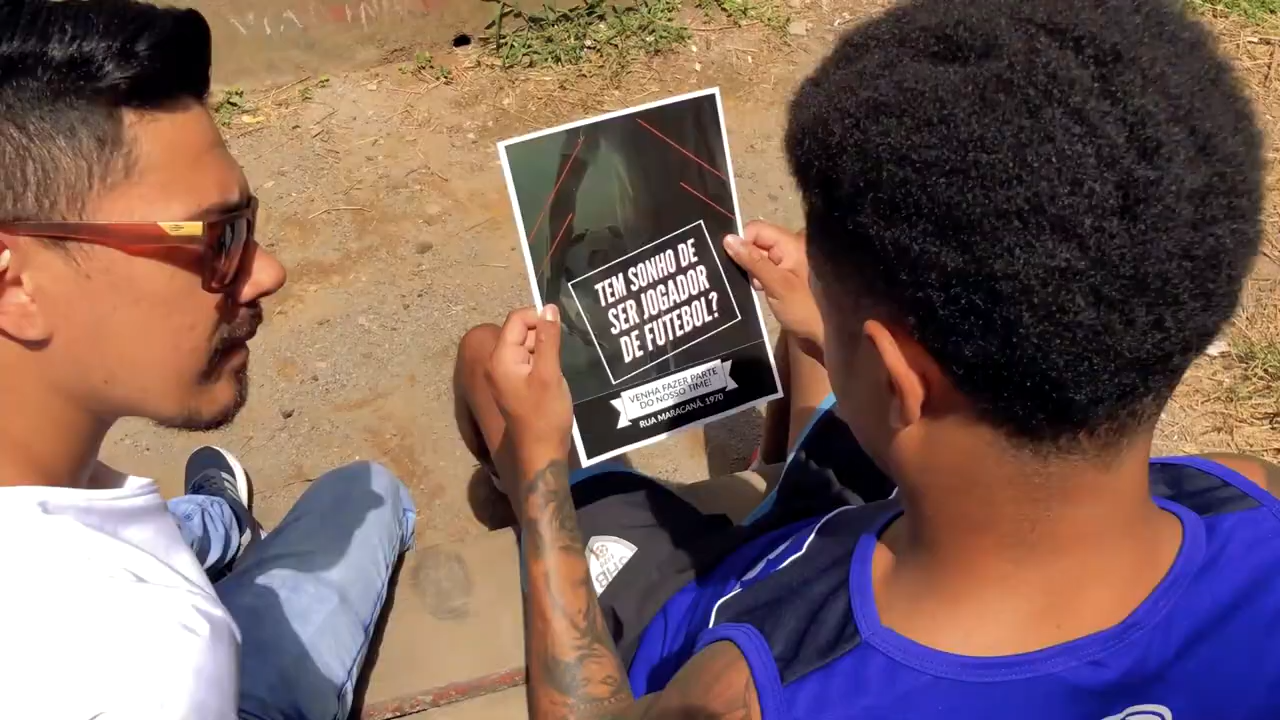 TEM SONHO DE
SER JOGADOR
DE FUTEBOL?
VENHA FAZER PARTE
DO NOSSO TIME!
RUA MARACANÃ, 1970